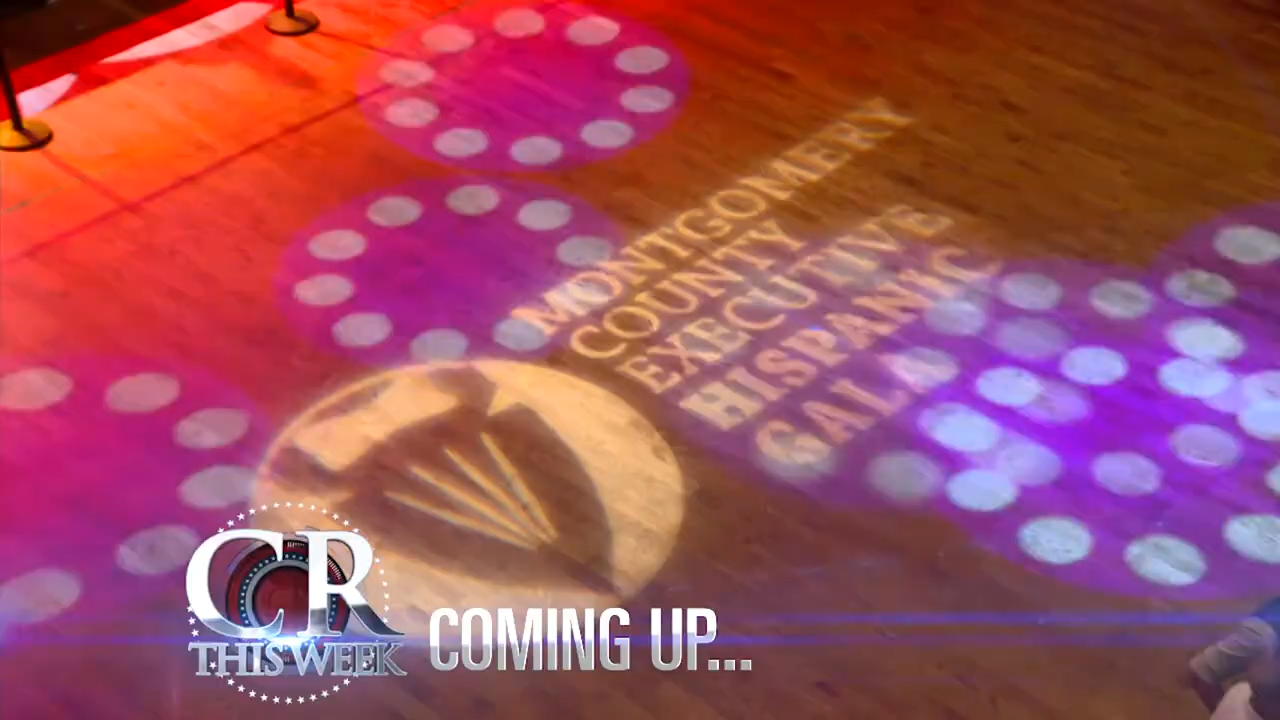 MONTGOMERY
COUNTY
EXECUTIVE
HISPANIC
GALA
CR
THIS WEEK
COMING UP...